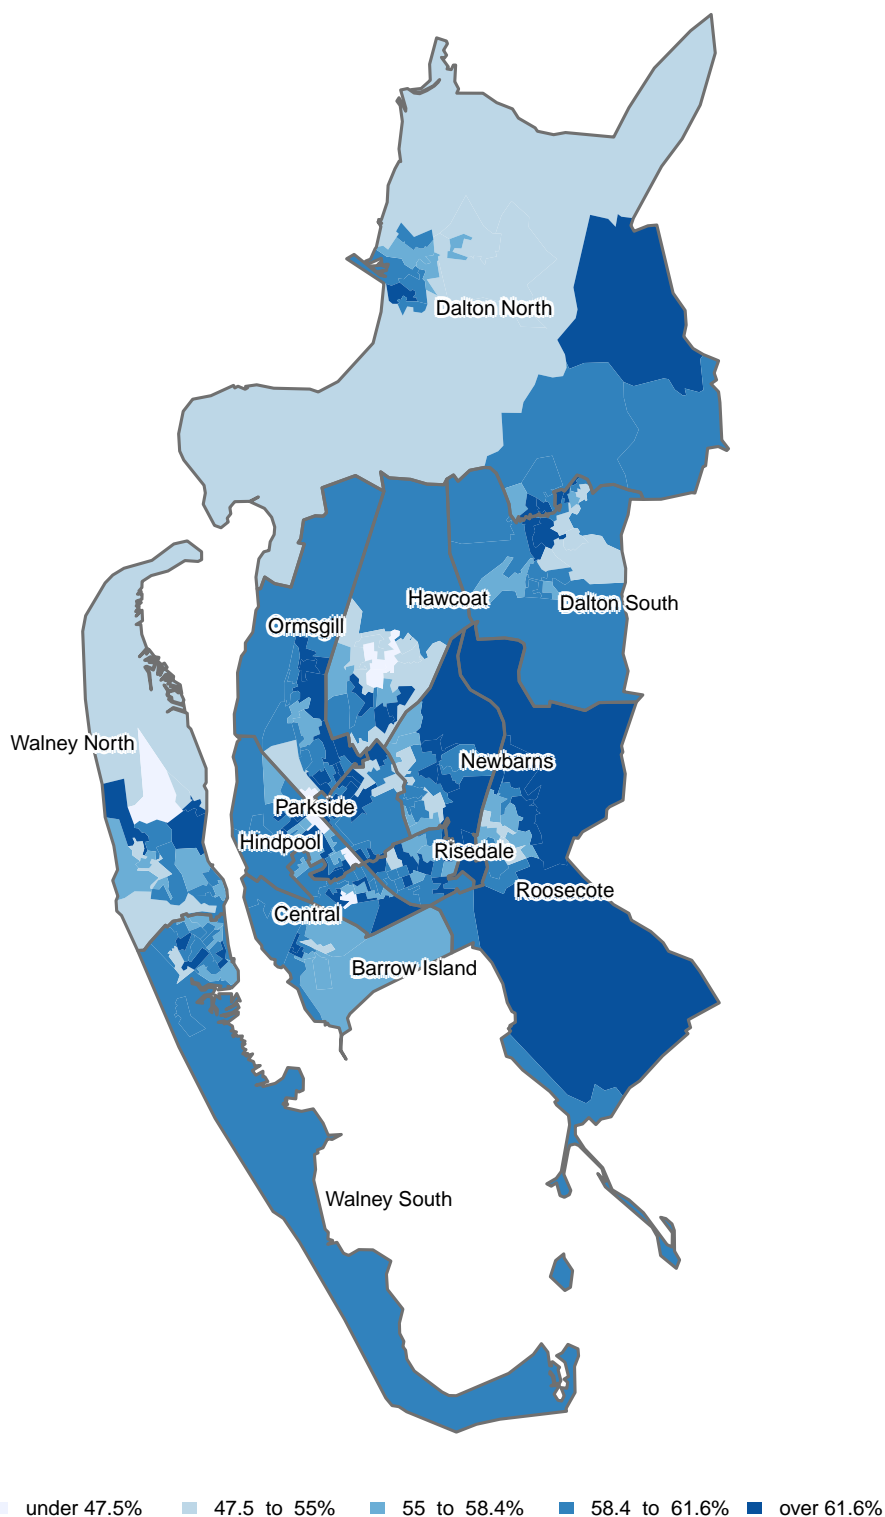 Dalton North
Hawcoat
Dalton South
Ormsgill
Walney North
Newbarns
Parkside
Hindpool
Risedale
Roosecote
Central
Barrow Island
Walney South
under 47.5%
47.5 to 55%
55 to 58.4%
58.4 to 61.6%
over 61.6%